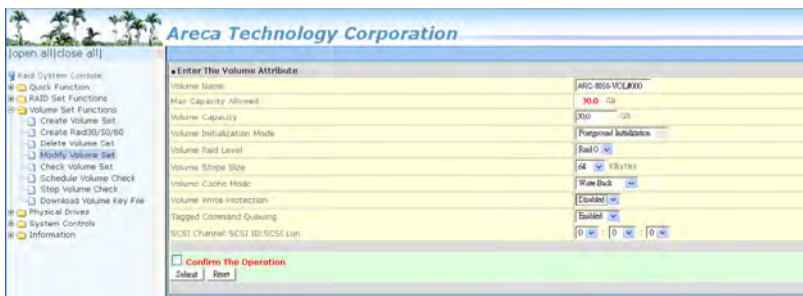 Areca Technology Corporation
|open all|close all|
Raid System Console
Quick Function
RAID Set Functions
Volume Set Functions
Create Volume Set
Create Raid30/50/60
Delete Volume Set
Modify Volume Set
Check Volume Set
Schedule Volume Check
Stop Volume Check
Download Volume Key File
Physical Drives
System Controls
Information
• Enter The Volume Attribute
Volume Name ARC-8050-VOL#000
Max Capacity Allowed 30.0 GB
Volume Capacity 30.0 GB
Volume Initialization Mode Foreground Initialization
Volume Raid Level Raid 0
Volume Stripe Size 64 KBytes
Volume Cache Mode Write Back
Volume Write Protection Disabled
Tagged Command Queuing Enabled
SCSI Channel:SCSI ID:SCSI Lun 0 : 0 : 0
Confirm The Operation
Submit Reset